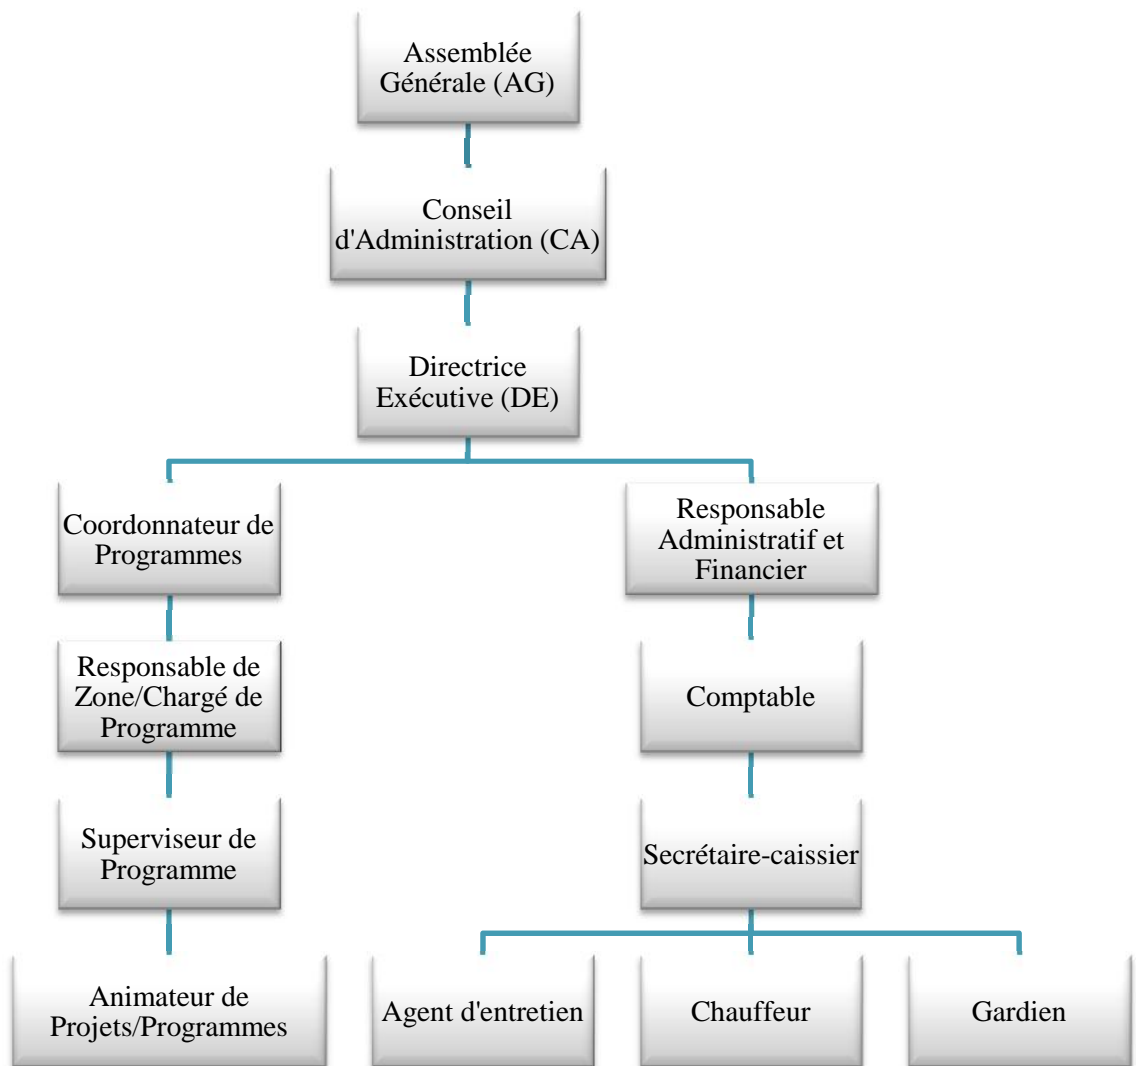 Assemblée
Générale (AG)
Conseil
d'Administration (CA)
Directrice
Exécutive (DE)
Coordonnateur de
Programmes
Responsable
Administratif et
Financier
Responsable de
Zone/Chargé de
Programme
Comptable
Superviseur de
Programme
Secrétaire-caissier
Animateur de
Projets/Programmes
Agent d'entretien
Chauffeur
Gardien